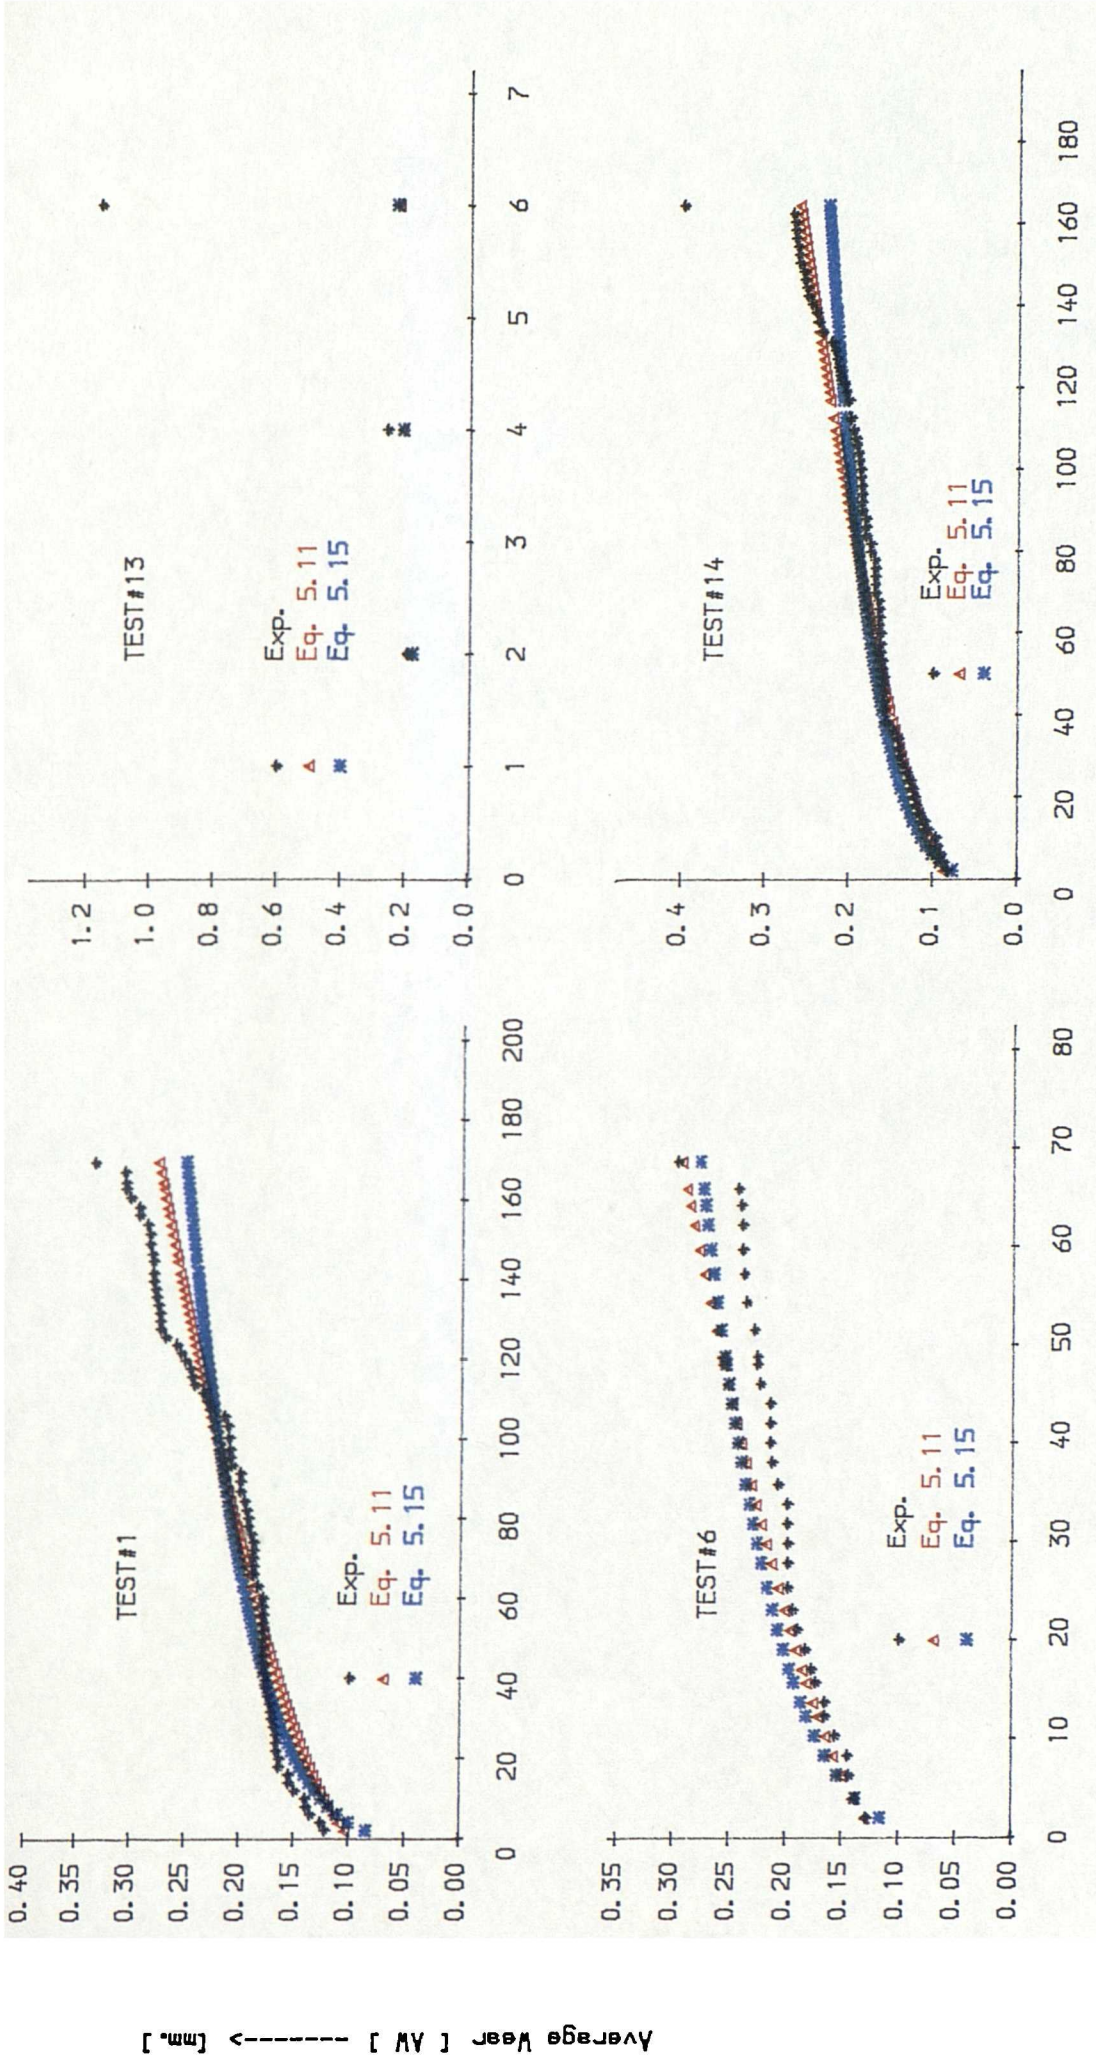 TEST#1
0.40
0.35
0.30
0.25
0.20
0.15
0.10
0.05
0.00
0 20 40 60 80 100 120 140 160 180 200
Exp.
Eq. 5.11
Eq. 5.15
TEST#13
1.2
1.0
0.8
0.6
0.4
0.2
0.0
0 1 2 3 4 5 6 7
Exp.
Eq. 5.11
Eq. 5.15
TEST#6
0.35
0.30
0.25
0.20
0.15
0.10
0.05
0.00
0 10 20 30 40 50 60 70 80
Exp.
Eq. 5.11
Eq. 5.15
TEST#14
0.4
0.3
0.2
0.1
0.0
0 20 40 60 80 100 120 140 160 180
Exp.
Eq. 5.11
Eq. 5.15
Average Wear [ AW ] -------> [mm.]